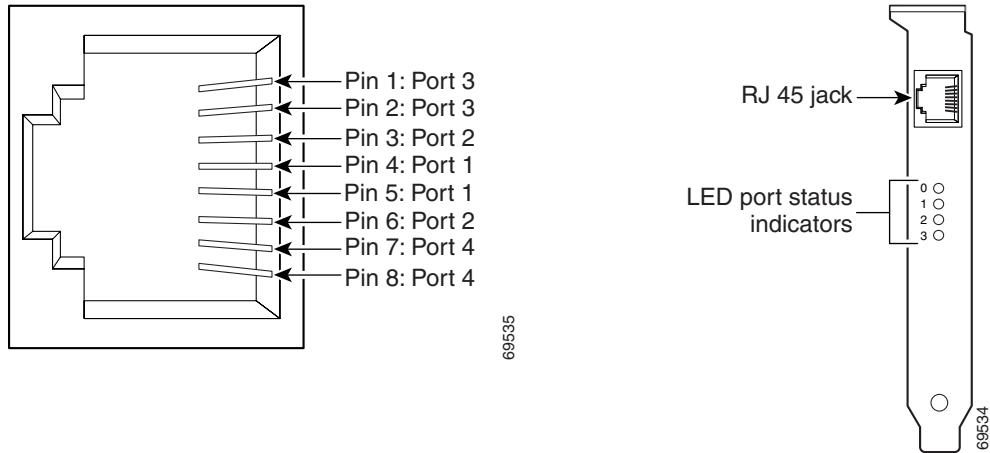 Pin 1: Port 3
Pin 2: Port 3
Pin 3: Port 2
Pin 4: Port 1
Pin 5: Port 1
Pin 6: Port 2
Pin 7: Port 4
Pin 8: Port 4
69535
RJ 45 jack
LED port status
indicators
0
1
2
3
69534